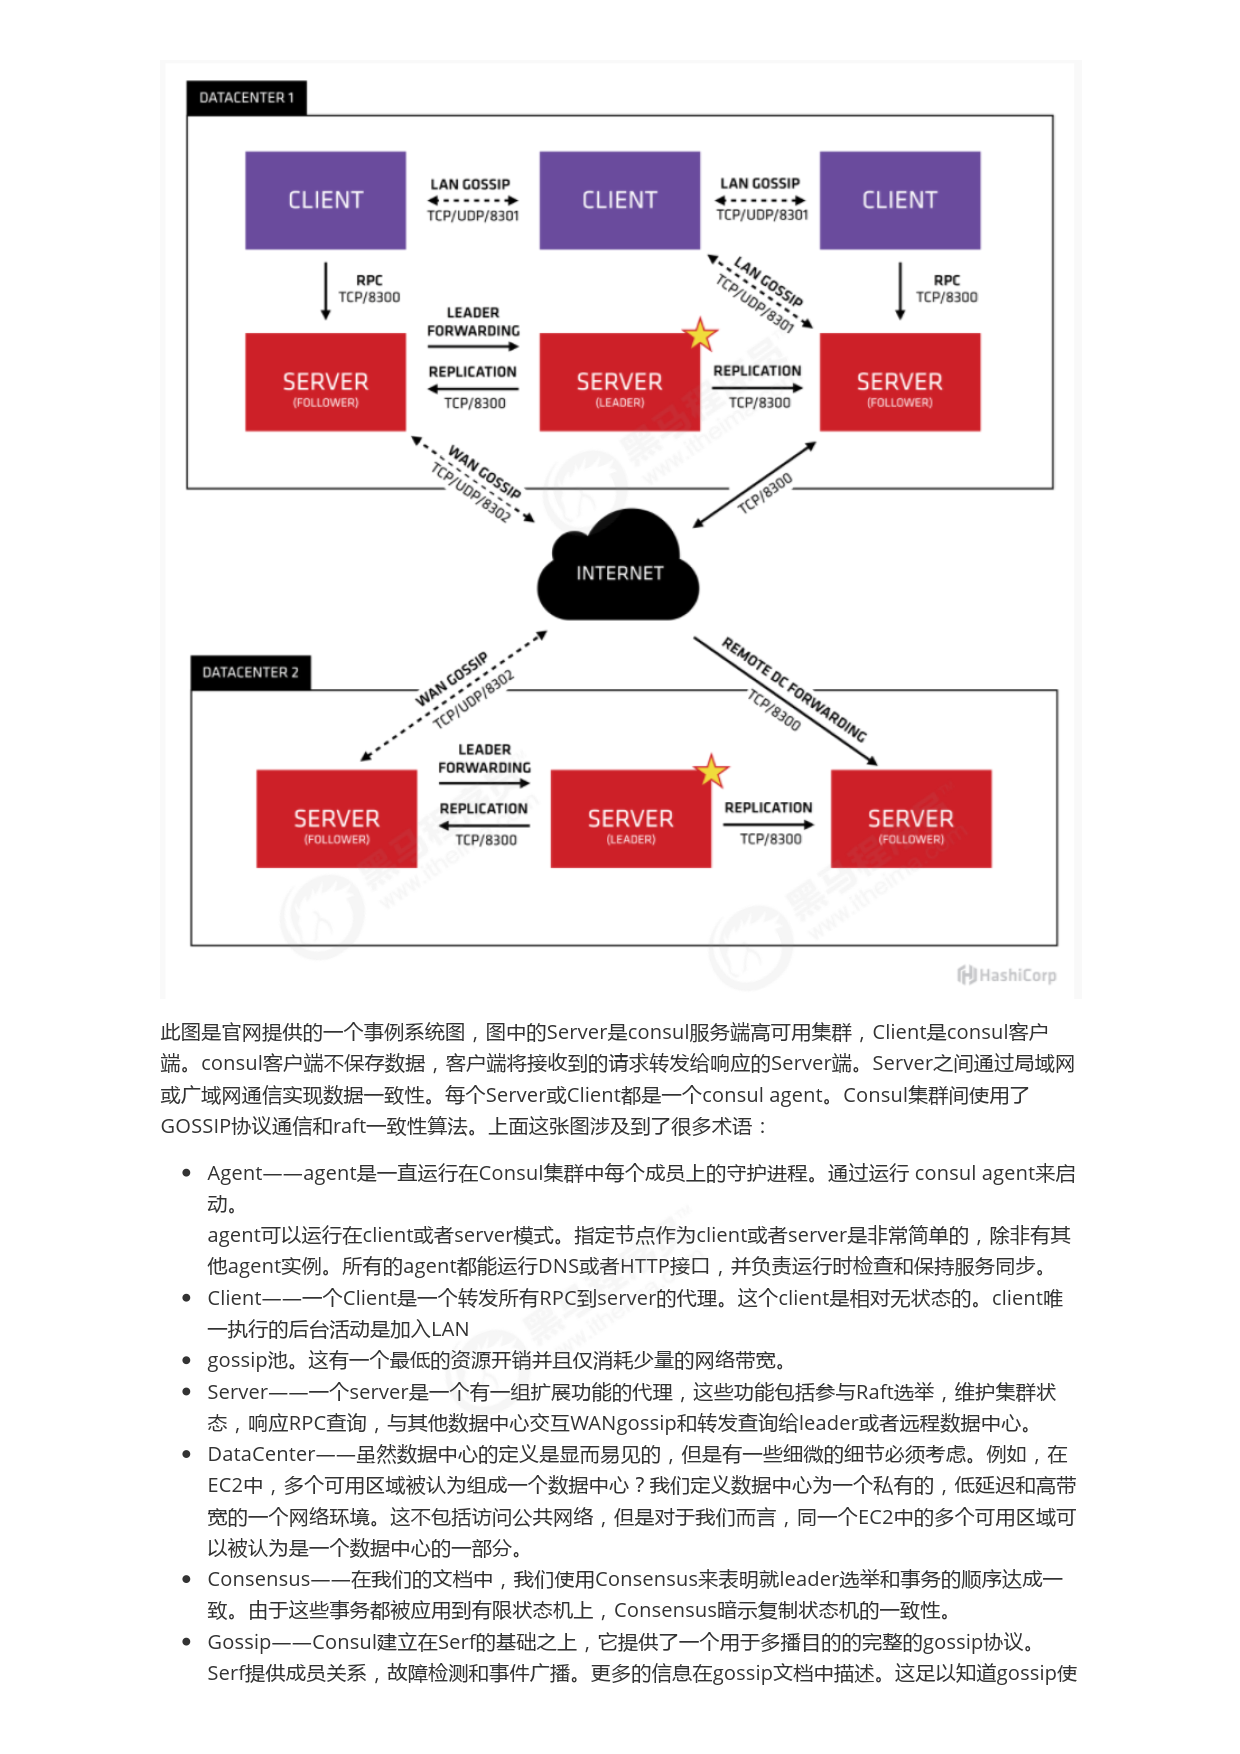 DATACENTER 1
CLIENT
LAN GOSSIP
TCP/UDP/8301
CLIENT
LAN GOSSIP
TCP/UDP/8301
CLIENT
RPC
TCP/8300
LAN GOSSIP
TCP/UDP/8301
RPC
TCP/8300
SERVER
(FOLLOWER)
LEADER
FORWARDING
REPLICATION
TCP/8300
SERVER
(LEADER)
REPLICATION
TCP/8300
SERVER
(FOLLOWER)
WAN GOSSIP
TCP/UDP/8302
TCP/8300
INTERNET
DATACENTER 2
WAN GOSSIP
TCP/UDP/8302
REMOTE DC FORWARDING
TCP/8300
SERVER
(FOLLOWER)
LEADER
FORWARDING
REPLICATION
TCP/8300
SERVER
(LEADER)
REPLICATION
TCP/8300
SERVER
(FOLLOWER)
HashiCorp
黑马程序员
www.itheima.com
此图是官网提供的一个事例系统图，图中的Server是consul服务端高可用集群，Client是consul客户
端。consul客户端不保存数据，客户端将接收到的请求转发给响应的Server端。Server之间通过局域网
或广域网通信实现数据一致性。每个Server或Client都是一个consul agent。Consul集群间使用了
GOSSIP协议通信和raft一致性算法。上面这张图涉及到了很多术语：
• Agent——agent是一直运行在Consul集群中每个成员上的守护进程。通过运行 consul agent来启
动。
agent可以运行在client或者server模式。指定节点作为client或者server是非常简单的，除非有其
他agent实例。所有的agent都能运行DNS或者HTTP接口，并负责运行时检查和保持服务同步。
• Client——一个Client是一个转发所有RPC到server的代理。这个client是相对无状态的。client唯
一执行的后台活动是加入LAN
• gossip池。这有一个最低的资源开销并且仅消耗少量的网络带宽。
• Server——一个server是一个有一组扩展功能的代理，这些功能包括参与Raft选举，维护集群状
态，响应RPC查询，与其他数据中心交互WANgossip和转发查询给leader或者远程数据中心。
• DataCenter——虽然数据中心的定义是显而易见的，但是有一些细微的细节必须考虑。例如，在
EC2中，多个可用区域被认为组成一个数据中心？我们定义数据中心为一个私有的，低延迟和高带
宽的一个网络环境。这不包括访问公共网络，但是对于我们而言，同一个EC2中的多个可用区域可
以被认为是一个数据中心的一部分。
• Consensus——在我们的文档中，我们使用Consensus来表明就leader选举和事务的顺序达成一
致。由于这些事务都被应用到有限状态机上，Consensus暗示复制状态机的一致性。
• Gossip——Consul建立在Serf的基础之上，它提供了一个用于多播目的的完整的gossip协议。
Serf提供成员关系，故障检测和事件广播。更多的信息在gossip文档中描述。这足以知道gossip使